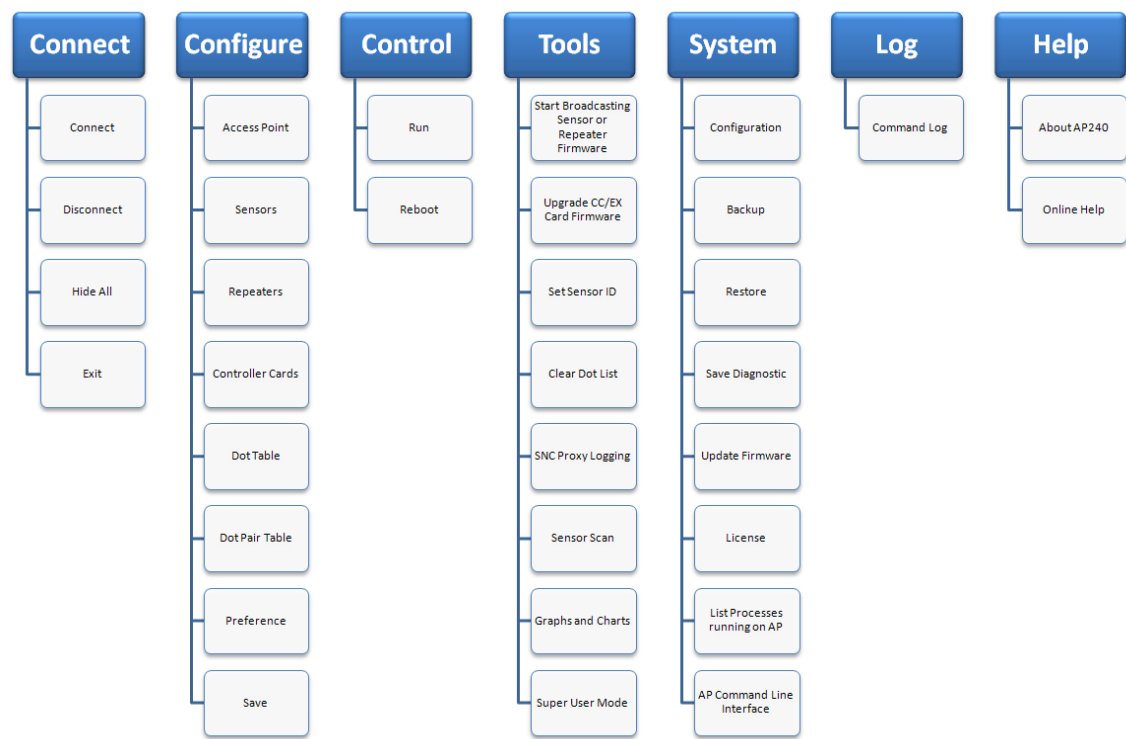 Connect
Connect
Disconnect
Hide All
Exit
Configure
Access Point
Sensors
Repeaters
Controller Cards
Dot Table
Dot Pair Table
Preference
Save
Control
Run
Reboot
Tools
Start Broadcasting
Sensor or
Repeater
Firmware
Upgrade CC/EX
Card Firmware
Set Sensor ID
Clear Dot List
SNC Proxy Logging
Sensor Scan
Graphs and Charts
Super User Mode
System
Configuration
Backup
Restore
Save Diagnostic
Update Firmware
License
List Processes
running on AP
AP Command Line
Interface
Log
Command Log
Help
About AP240
Online Help